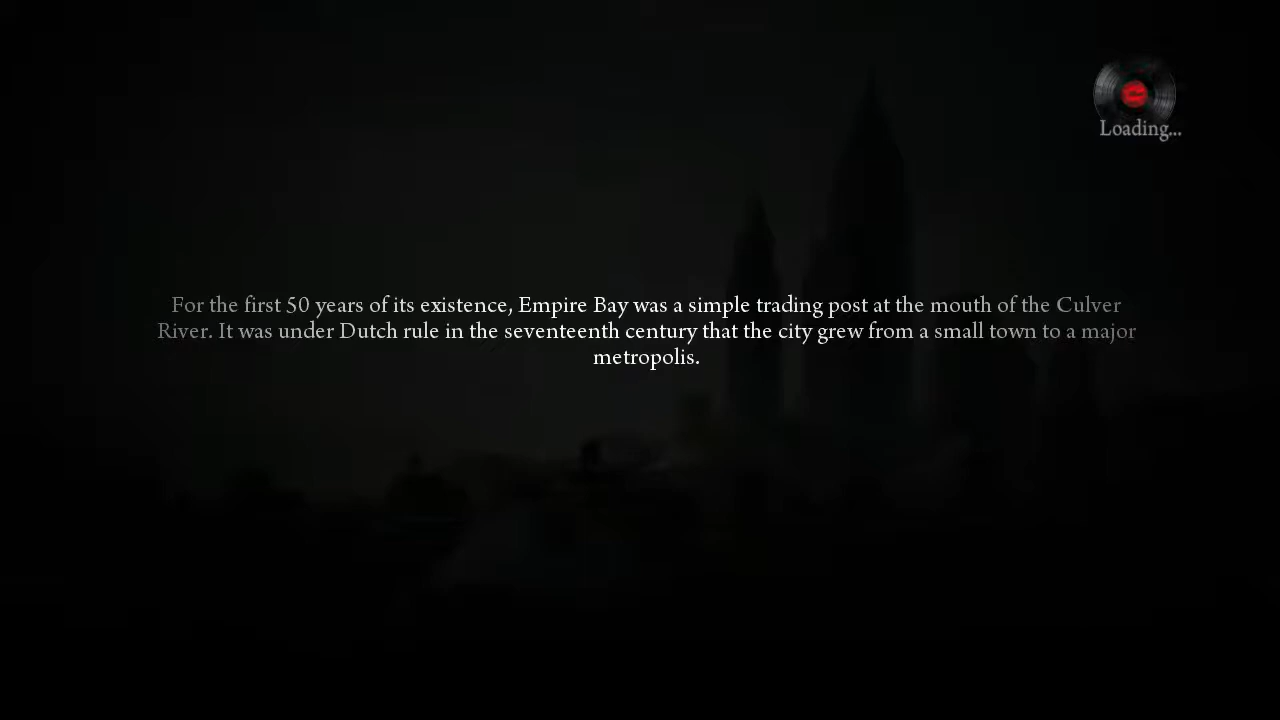 Loading...
For the first 50 years of its existence, Empire Bay was a simple trading post at the mouth of the Culver
River. It was under Dutch rule in the seventeenth century that the city grew from a small town to a major
metropolis.